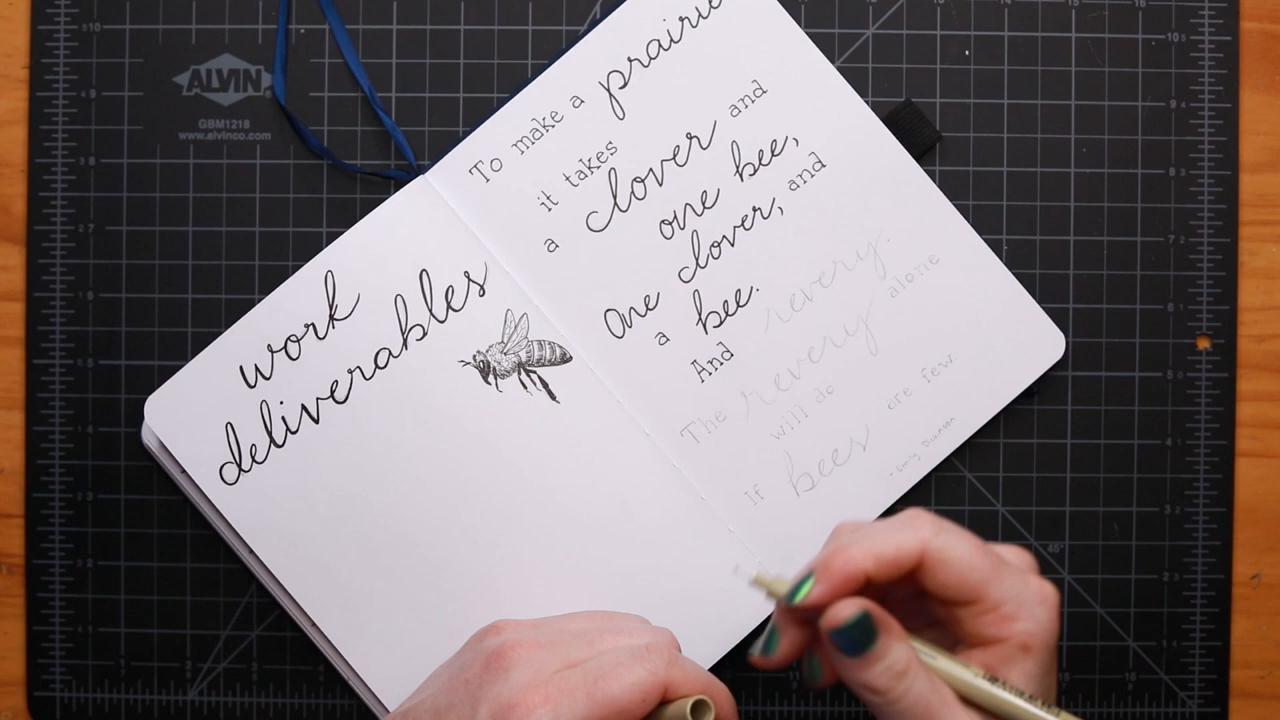 ALVIN
GBM1218
www.alvinco.com
work
deliverables
To make a prairie
it takes
a clover and
one bee,
One clover, and
a bee.
And revery.
The revery alone
will do
If bees are few.
- Emily Dickinson